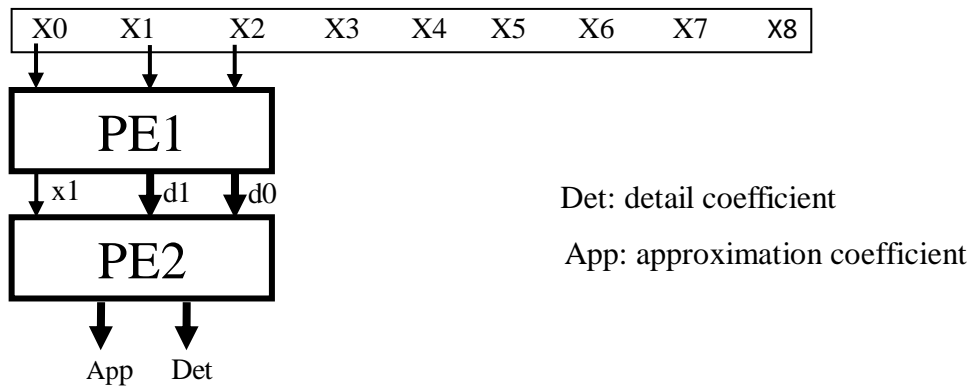 X0 X1 X2 X3 X4 X5 X6 X7 X8
PE1
x1 d1 d0
Det: detail coefficient
PE2
App: approximation coefficient
App Det